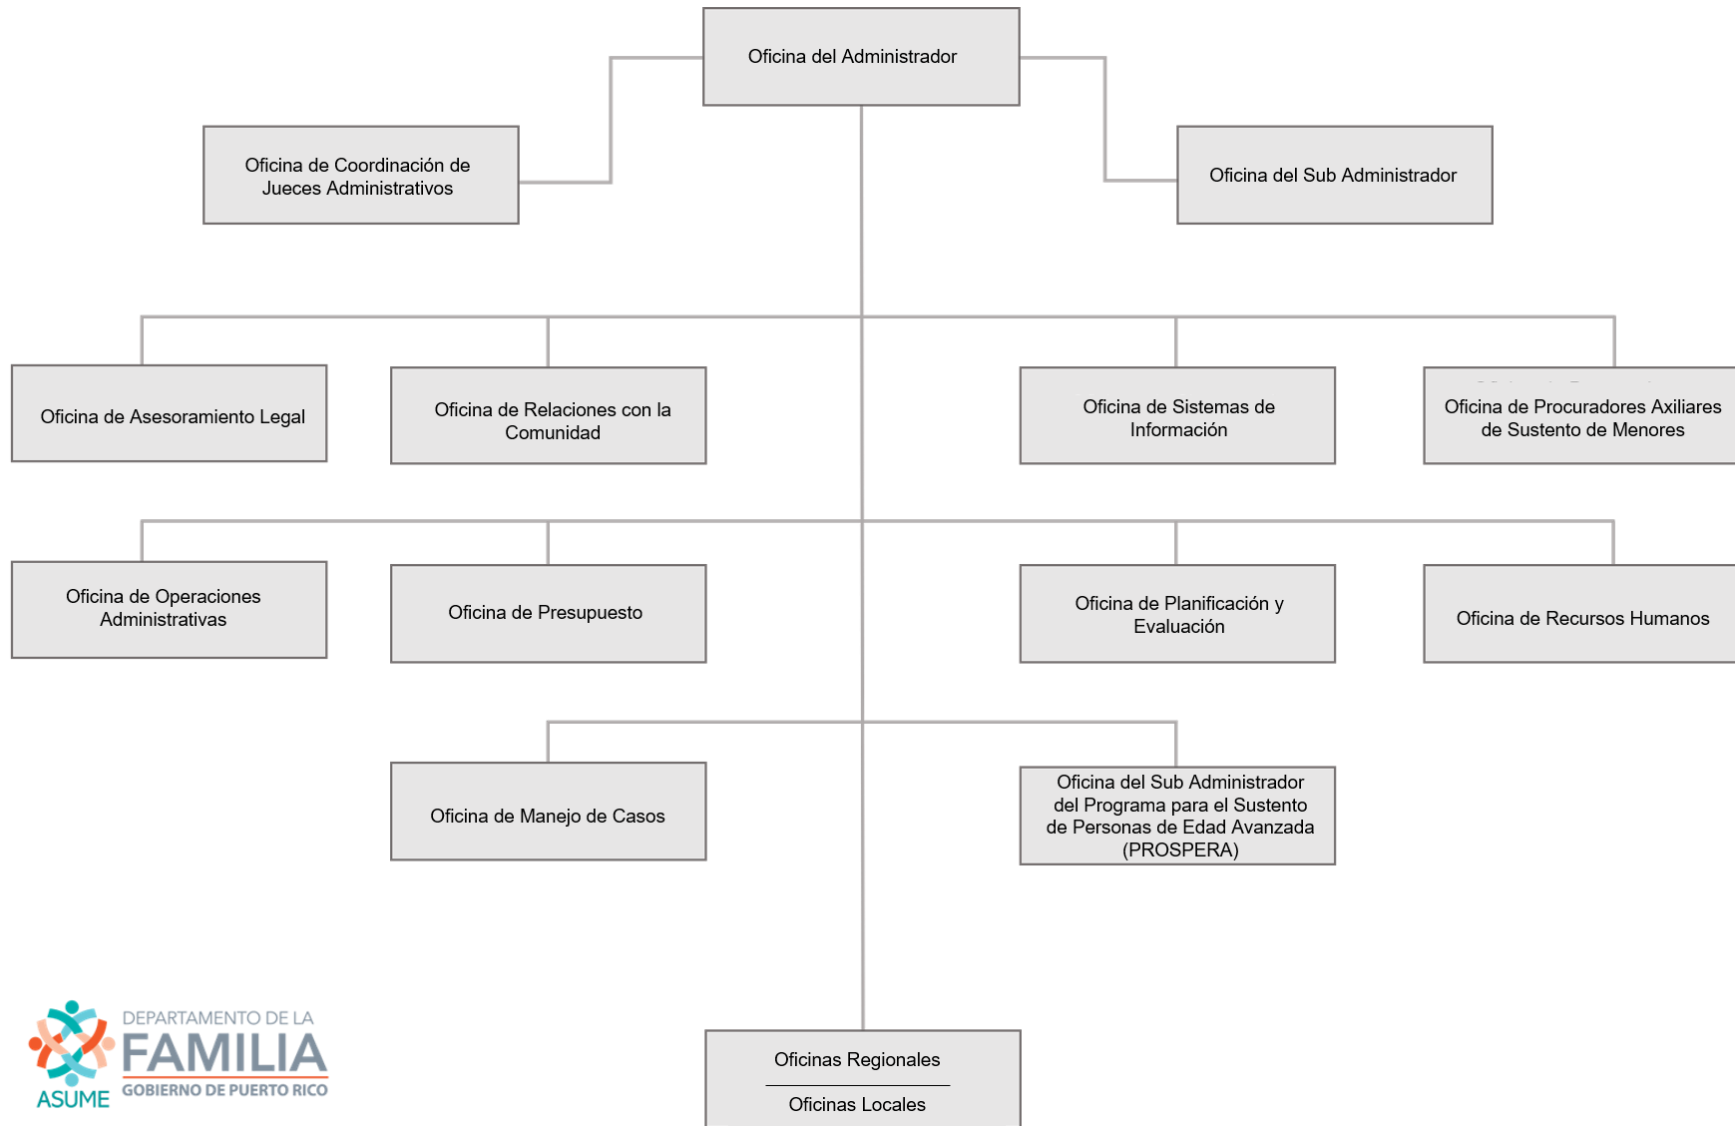 Oficina del Administrador
Oficina de Coordinación de
Jueces Administrativos
Oficina del Sub Administrador
Oficina de Asesoramiento Legal
Oficina de Relaciones con la
Comunidad
Oficina de Sistemas de
Información
Oficina de Procuradores Axiliares
de Sustento de Menores
Oficina de Operaciones
Administrativas
Oficina de Presupuesto
Oficina de Planificación y
Evaluación
Oficina de Recursos Humanos
Oficina de Manejo de Casos
Oficina del Sub Administrador
del Programa para el Sustento
de Personas de Edad Avanzada
(PROSPERA)
Oficinas Regionales
Oficinas Locales
DEPARTAMENTO DE LA
FAMILIA
GOBIERNO DE PUERTO RICO
ASUME